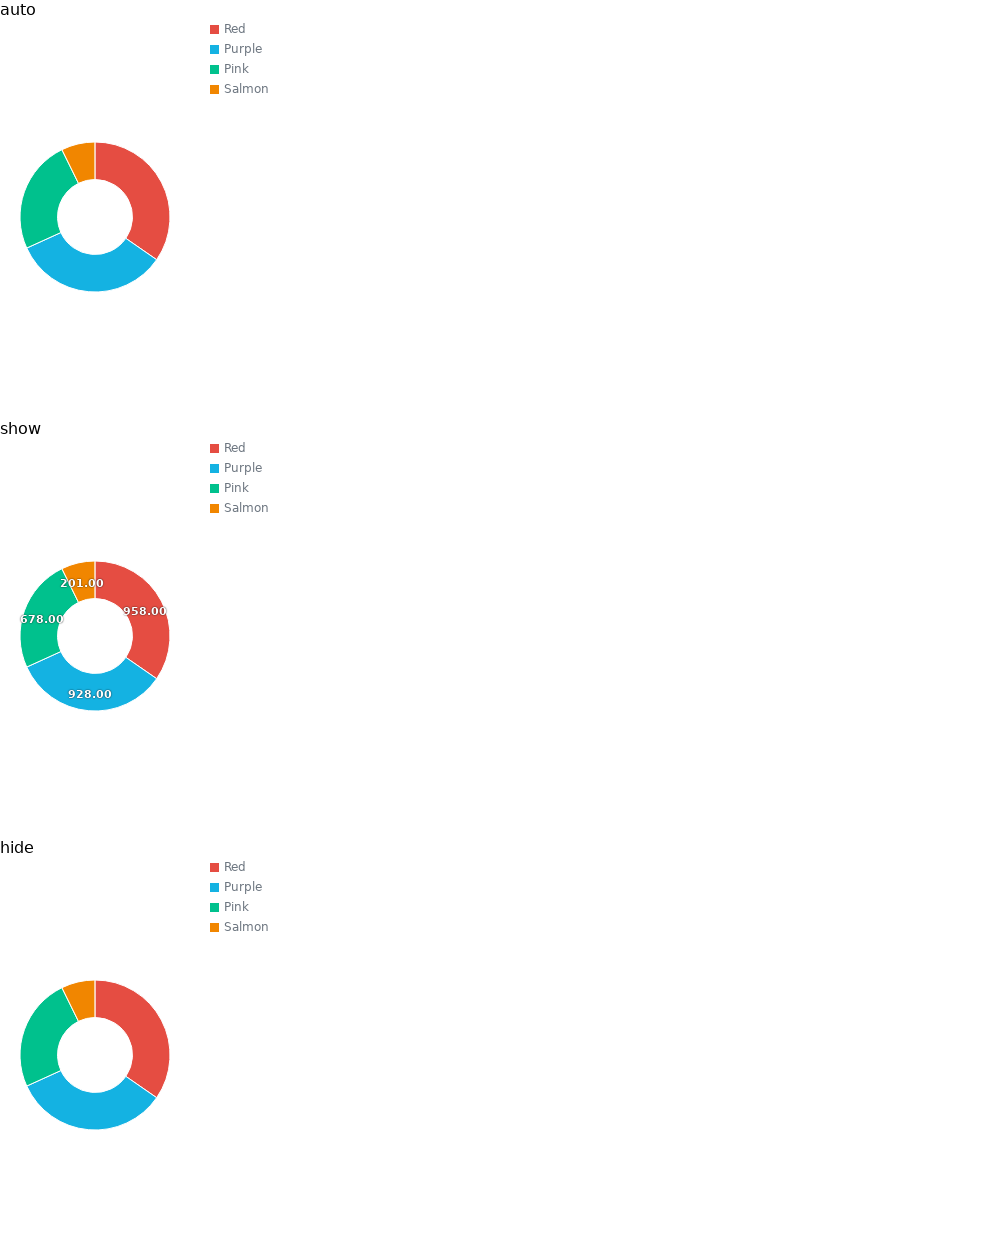 auto
Red
Purple
Pink
Salmon
show
Red
Purple
Pink
Salmon
201.00
958.00
678.00
928.00
hide
Red
Purple
Pink
Salmon